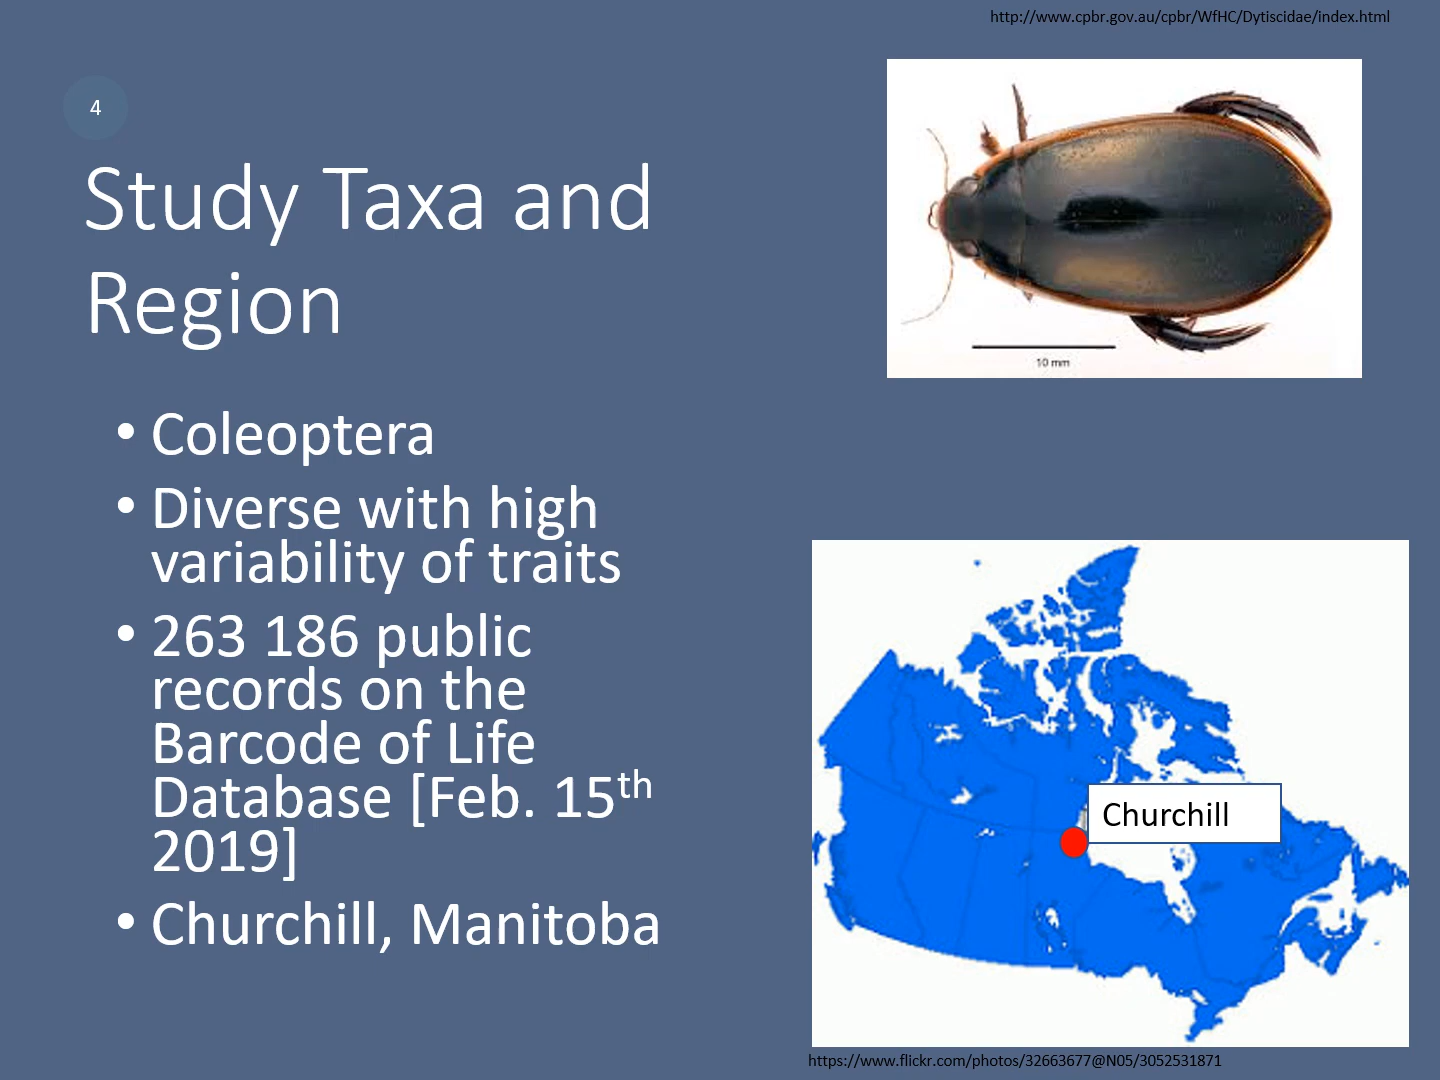 http://www.cpbr.gov.au/cpbr/WfHC/Dytiscidae/index.html
4
Study Taxa and
Region
10 mm
• Coleoptera
• Diverse with high
variability of traits
• 263 186 public
records on the
Barcode of Life
Database [Feb. 15th
2019]
• Churchill, Manitoba
Churchill
https://www.flickr.com/photos/32663677@N05/3052531871